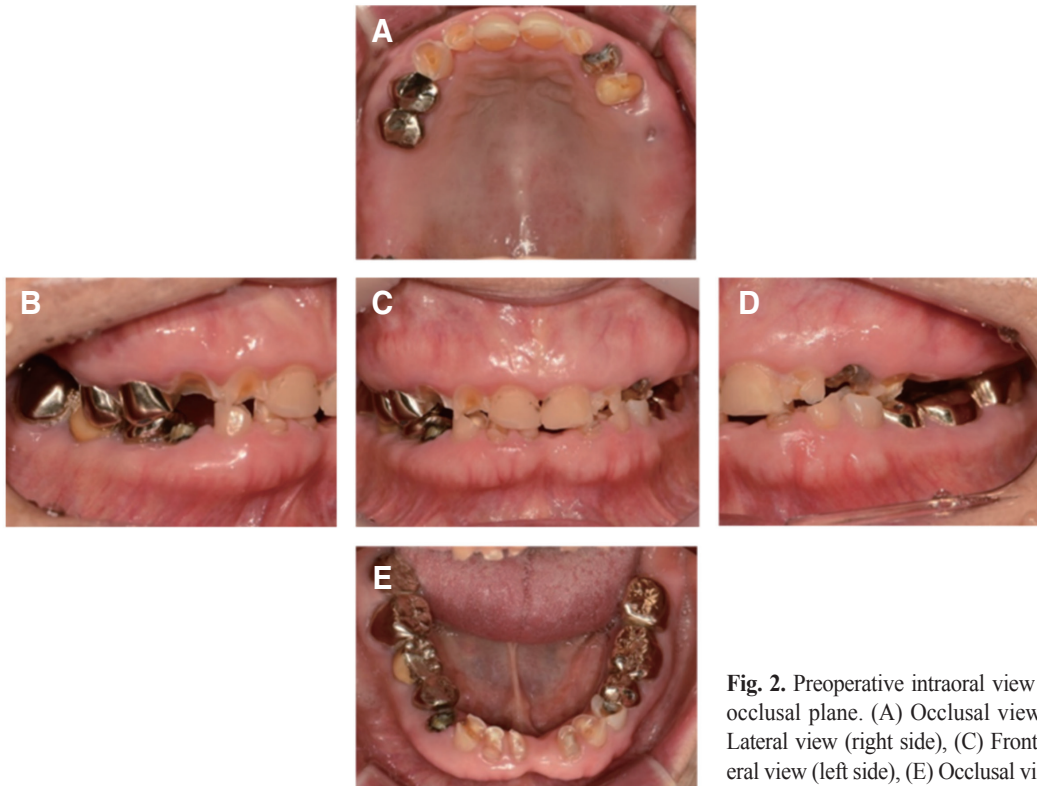 A
B
C
D
E
Fig. 2. Preoperative intraoral view
occlusal plane. (A) Occlusal view
Lateral view (right side), (C) Front
eral view (left side), (E) Occlusal vi